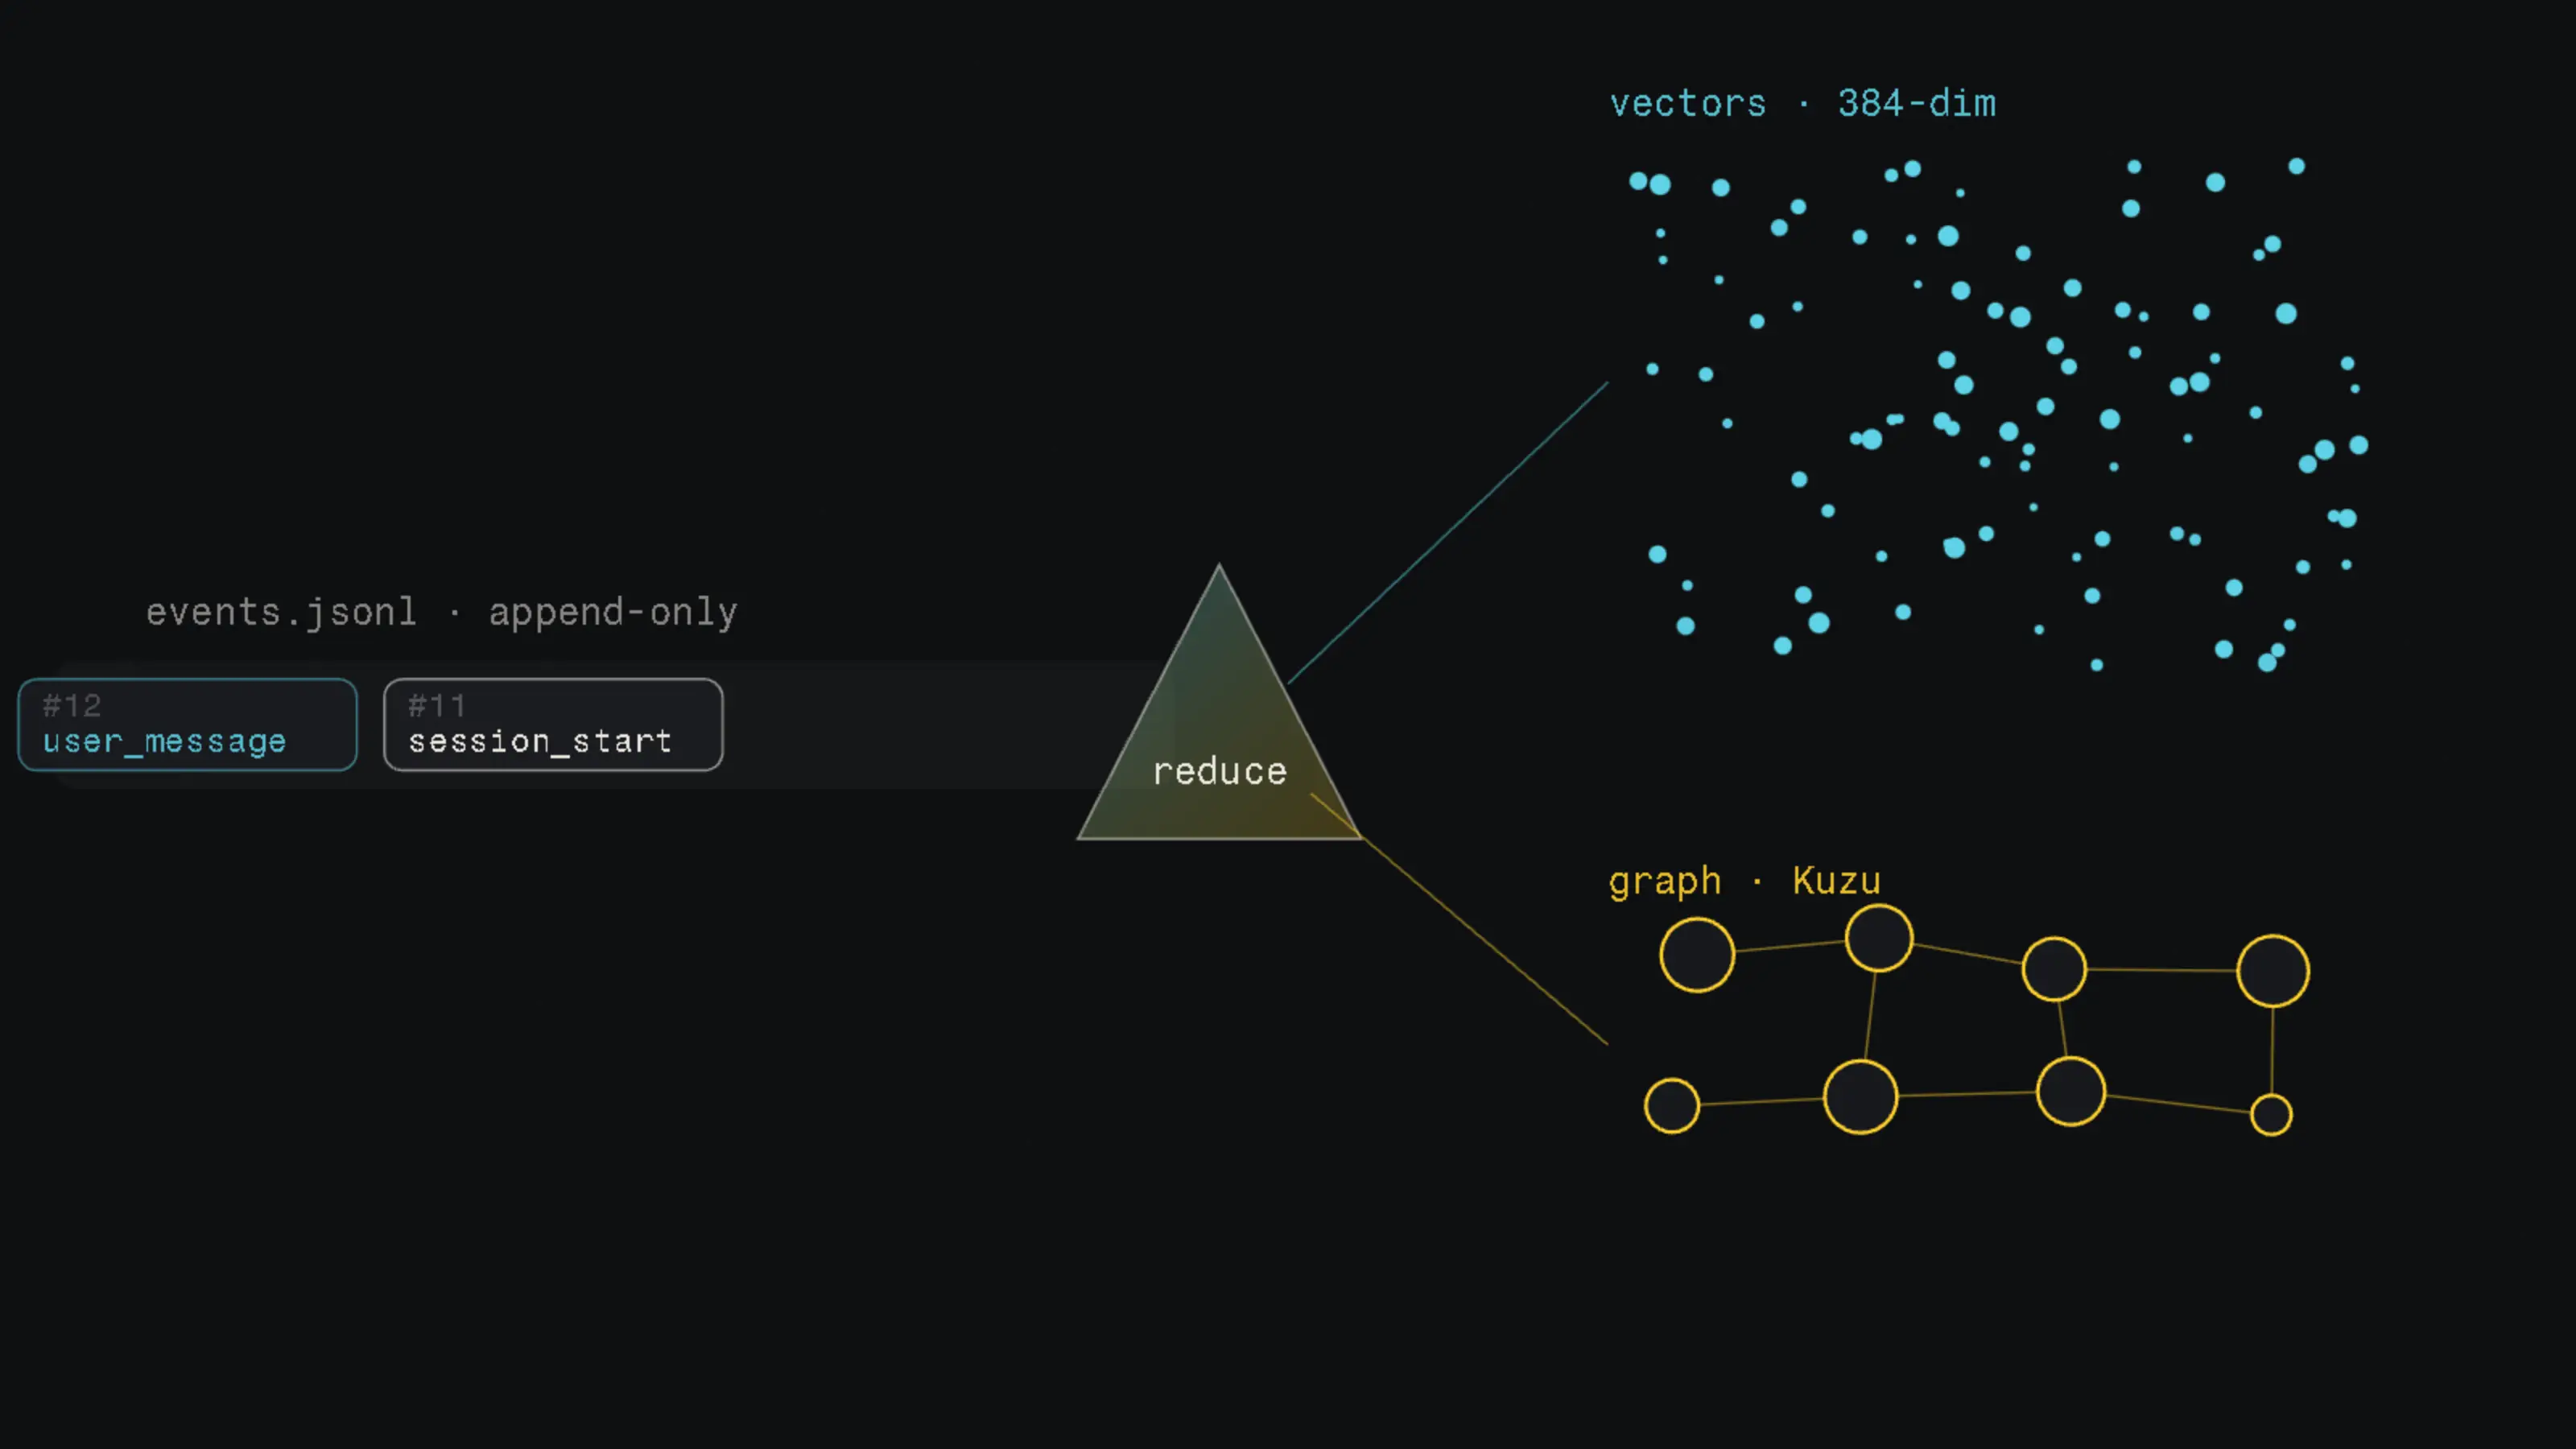 vectors · 384-dim
events.jsonl · append-only
#12
user_message
#11
session_start
reduce
graph · Kuzu